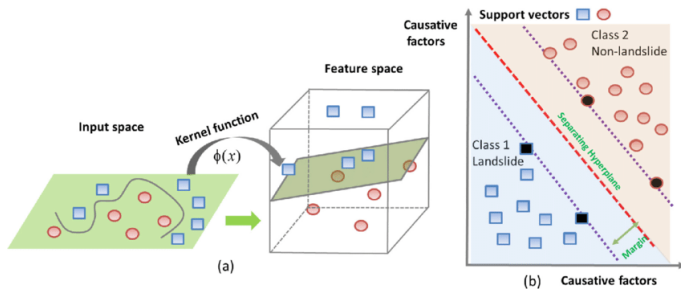 Input space
Kernel function
ϕ(x)
Feature space
(a)
Causative
factors
Support vectors
Class 2
Non-landslide
Class 1
Landslide
Separating Hyperplane
Margin
(b)
Causative factors